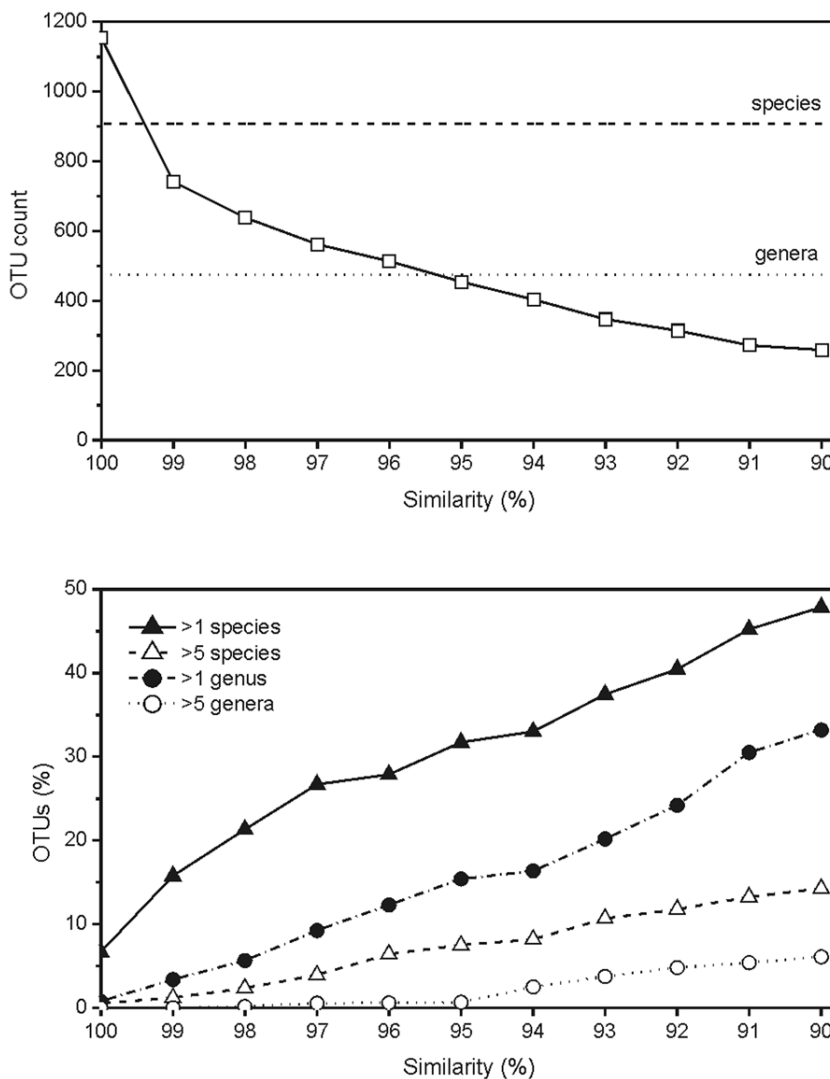 1200
1000
800
600
400
200
0
OTU count
species
genera
100 99 98 97 96 95 94 93 92 91 90
Similarity (%)
50
40
30
20
10
0
OTUs (%)
>1 species
>5 species
>1 genus
>5 genera
100 99 98 97 96 95 94 93 92 91 90
Similarity (%)